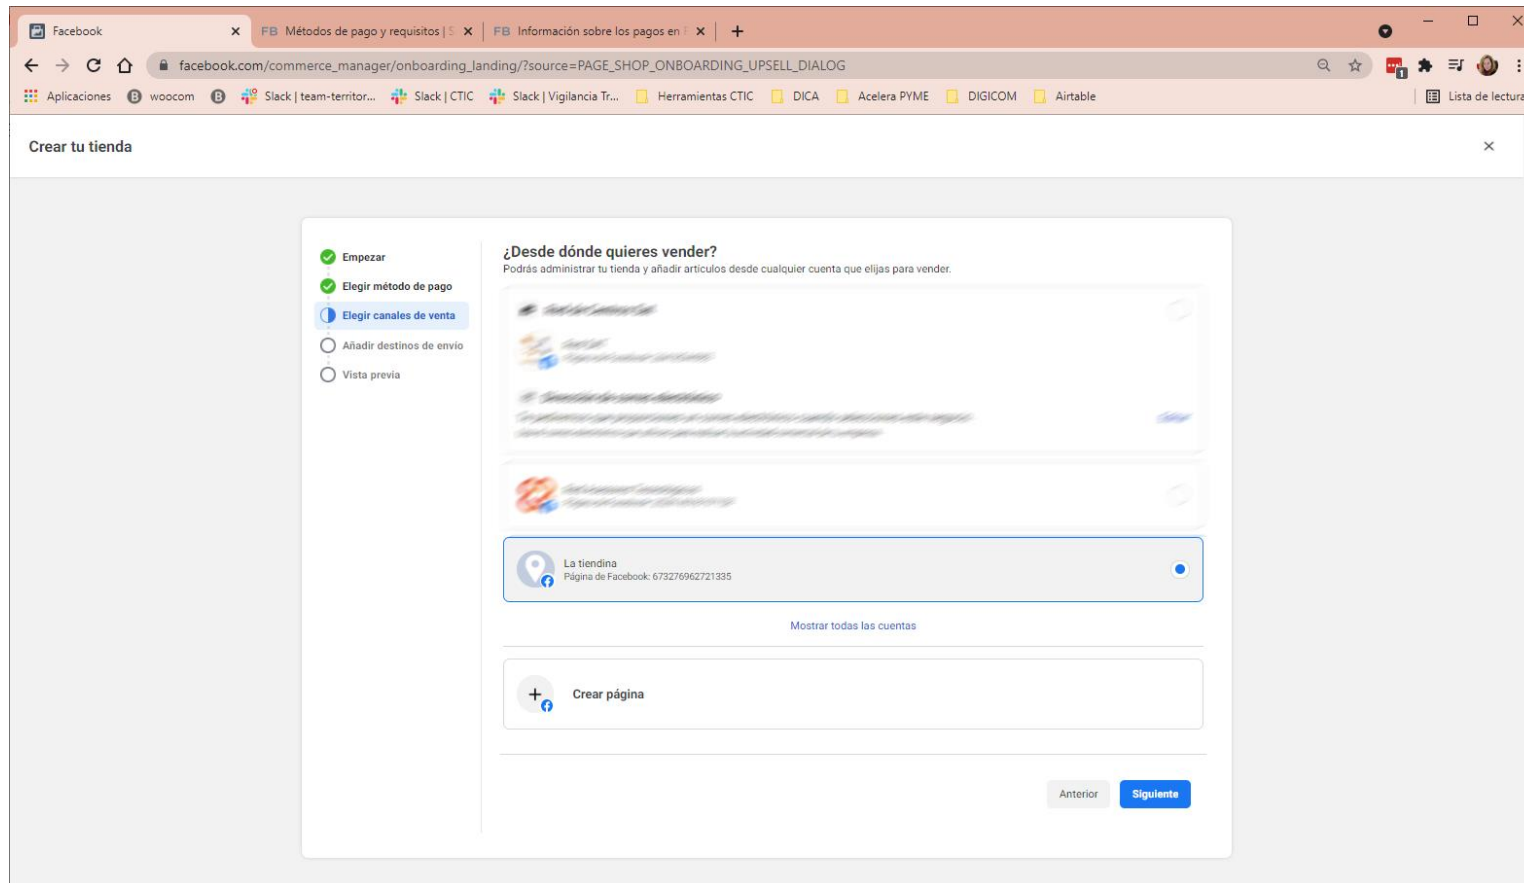 Facebook
FB Métodos de pago y requisitos | S
FB Información sobre los pagos en F
facebook.com/commerce_manager/onboarding_landing/?source=PAGE_SHOP_ONBOARDING_UPSELL_DIALOG
1
Aplicaciones
B woocom
B
Slack | team-territor...
Slack | CTIC
Slack | Vigilancia Tr...
Herramientas CTIC
DICA
Acelera PYME
DIGICOM
Airtable
Lista de lectura
Crear tu tienda
Empezar
Elegir método de pago
Elegir canales de venta
Añadir destinos de envío
Vista previa
¿Desde dónde quieres vender?
Podrás administrar tu tienda y añadir artículos desde cualquier cuenta que elijas para vender.
La tiendina
Página de Facebook: 673276962721335
Mostrar todas las cuentas
Crear página
Anterior
Siguiente